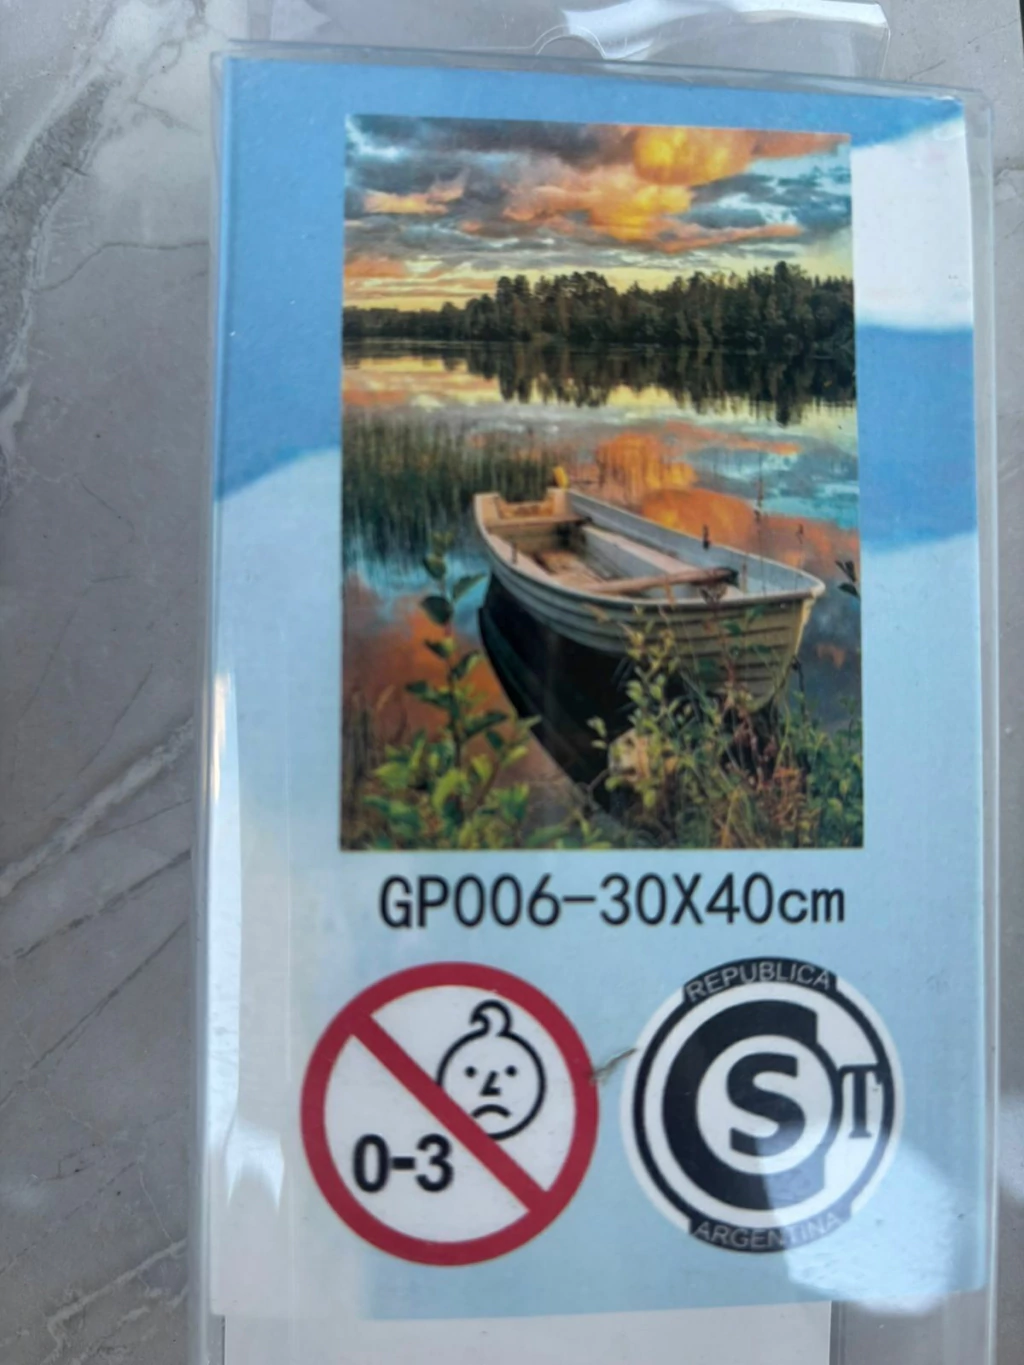 GP006-30X40cm
0-3
REPUBLICA
S
T
ARGENTINA